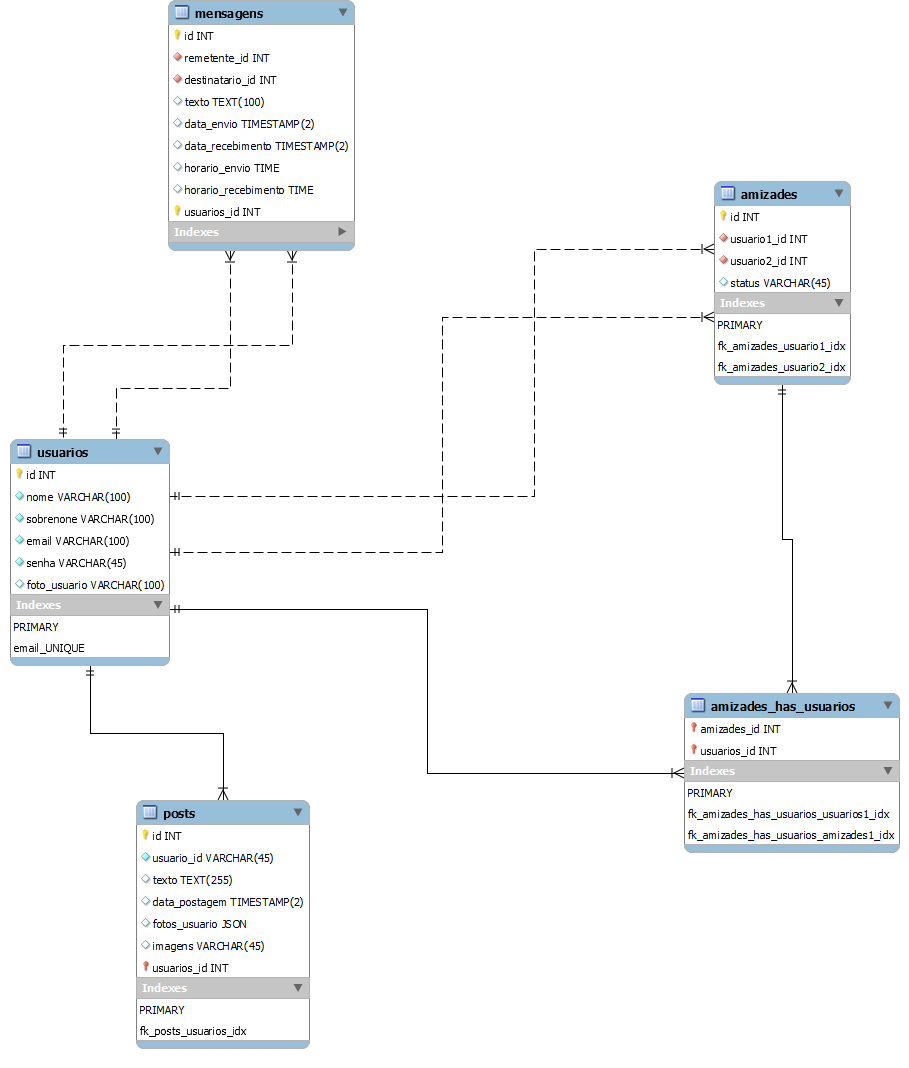 mensagens
id INT
remetente_id INT
destinatario_id INT
texto TEXT(100)
data_envio TIMESTAMP(2)
data_recebimento TIMESTAMP(2)
horario_envio TIME
horario_recebimento TIME
usuarios_id INT
Indexes
amizades
id INT
usuario1_id INT
usuario2_id INT
status VARCHAR(45)
Indexes
PRIMARY
fk_amizades_usuario1_idx
fk_amizades_usuario2_idx
usuarios
id INT
nome VARCHAR(100)
sobrenone VARCHAR(100)
email VARCHAR(100)
senha VARCHAR(45)
foto_usuario VARCHAR(100)
Indexes
PRIMARY
email_UNIQUE
amizades_has_usuarios
amizades_id INT
usuarios_id INT
Indexes
PRIMARY
fk_amizades_has_usuarios_usuarios1_idx
fk_amizades_has_usuarios_amizades1_idx
posts
id INT
usuario_id VARCHAR(45)
texto TEXT(255)
data_postagem TIMESTAMP(2)
fotos_usuario JSON
imagens VARCHAR(45)
usuarios_id INT
Indexes
PRIMARY
fk_posts_usuarios_idx